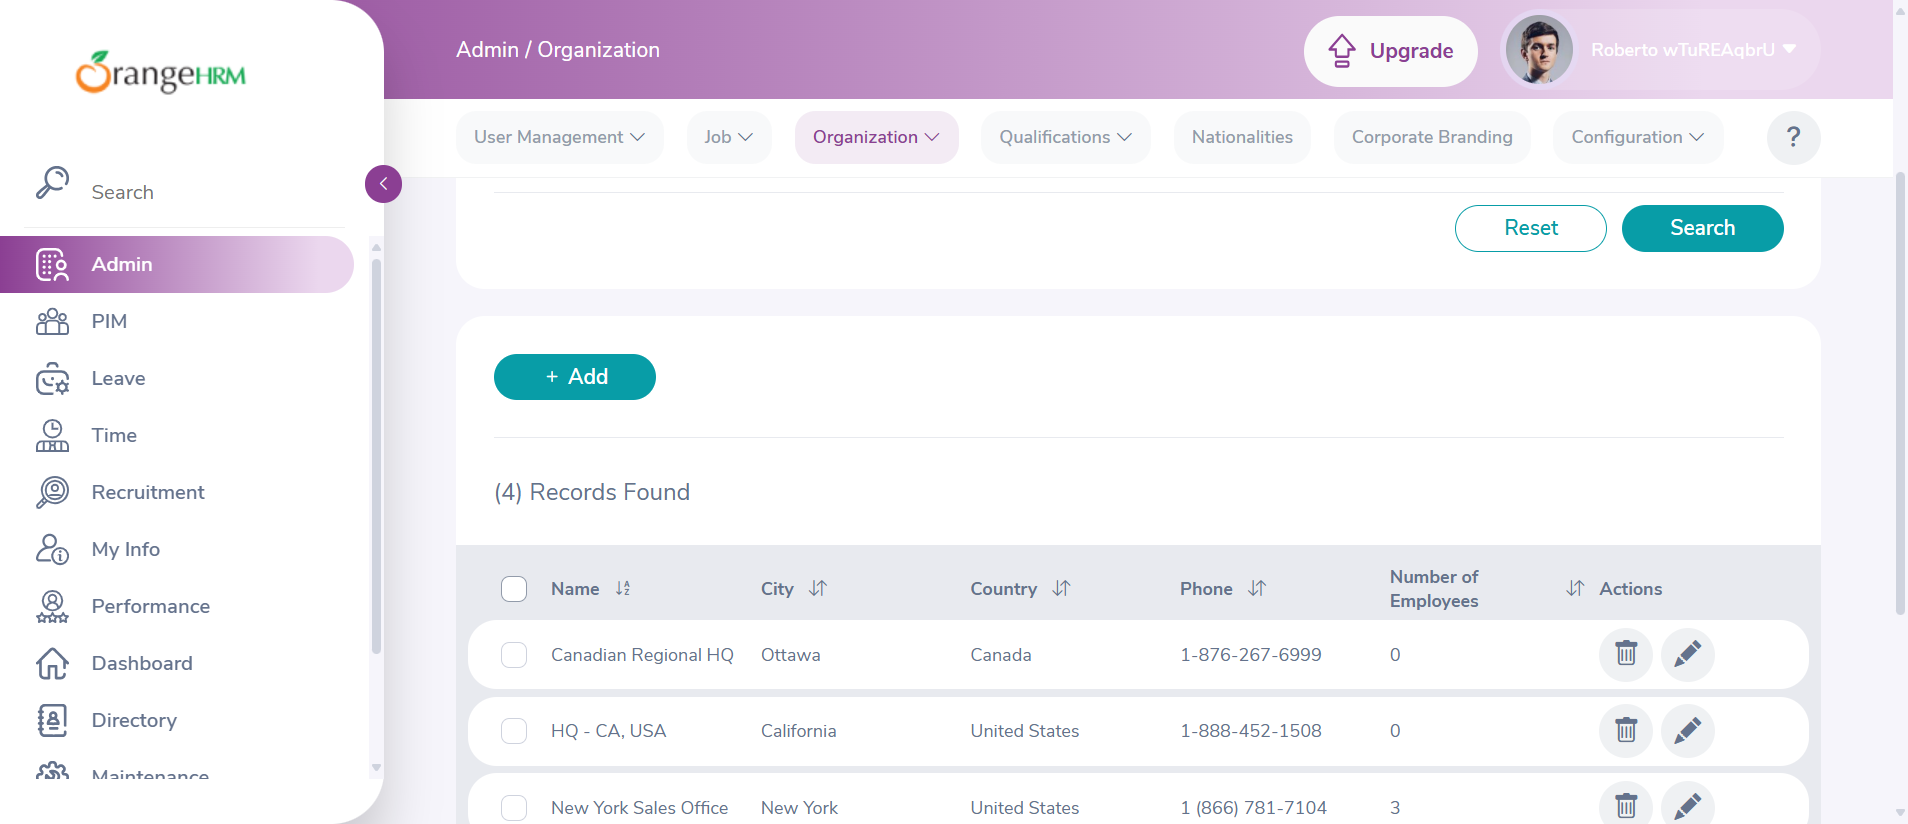 OrangeHRM
Search
Admin
PIM
Leave
Time
Recruitment
My Info
Performance
Dashboard
Directory
Maintenance
Admin / Organization
Upgrade
Roberto wTuREAqbrU
User Management
Job
Organization
Qualifications
Nationalities
Corporate Branding
Configuration
?
Reset
Search
+ Add
(4) Records Found
Name
City
Country
Phone
Number of
Employees
Actions
Canadian Regional HQ Ottawa Canada 1-876-267-6999 0
HQ - CA, USA California United States 1-888-452-1508 0
New York Sales Office New York United States 1 (866) 781-7104 3